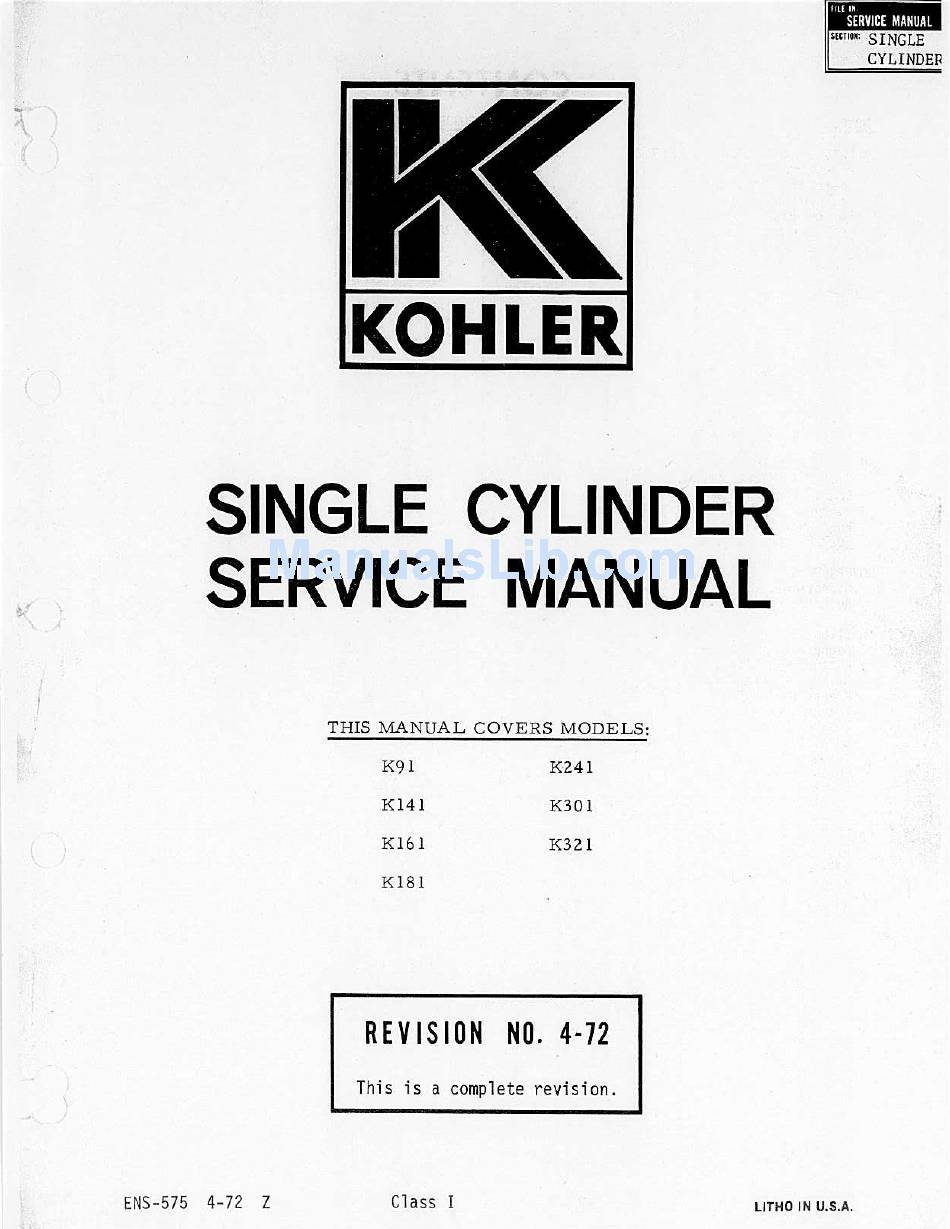 FILE IN:
SERVICE MANUAL
SECTION: SINGLE
CYLINDER
KOHLER
SINGLE CYLINDER
SERVICE MANUAL
ManualsLib.com
THIS MANUAL COVERS MODELS:
K91 K241
K141 K301
K161 K321
K181
REVISION NO. 4-72
This is a complete revision.
ENS-575 4-72 Z Class I LITHO IN U.S.A.